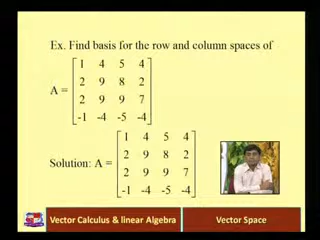 Ex. Find basis for the row and column spaces of
1 4 5 4
2 9 8 2
A =
2 9 9 7
-1 -4 -5 -4
1 4 5 4
2 9 8 2
Solution: A =
2 9 9 7
-1 -4 -5 -4
Vector Calculus & linear Algebra
Vector Space